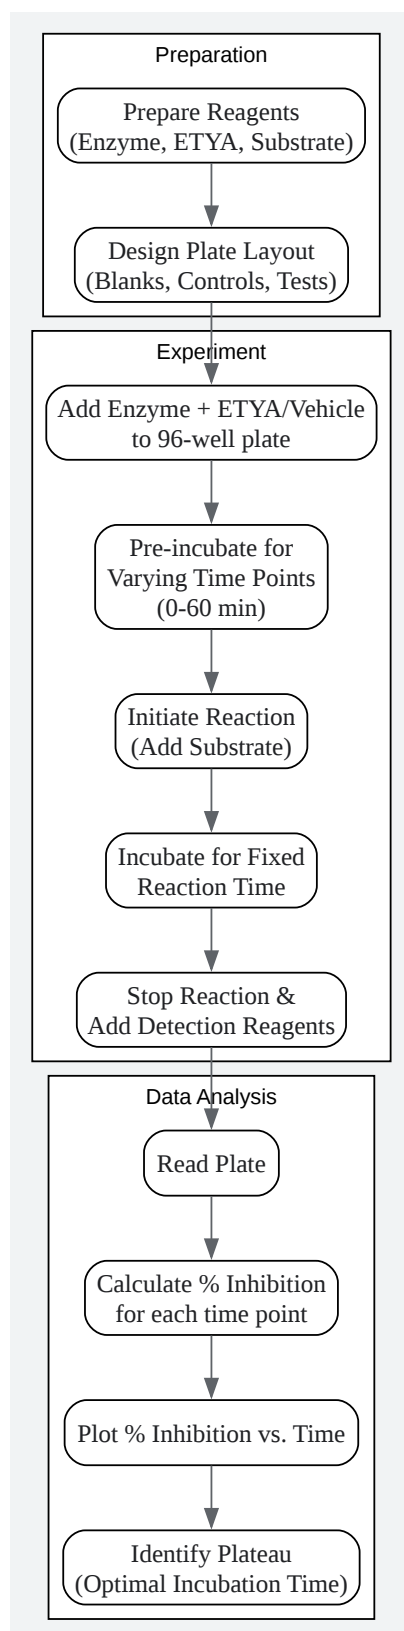 Preparation
Prepare Reagents
(Enzyme, ETYA, Substrate)
Design Plate Layout
(Blanks, Controls, Tests)
Experiment
Add Enzyme + ETYA/Vehicle
to 96-well plate
Pre-incubate for
Varying Time Points
(0-60 min)
Initiate Reaction
(Add Substrate)
Incubate for Fixed
Reaction Time
Stop Reaction &
Add Detection Reagents
Data Analysis
Read Plate
Calculate % Inhibition
for each time point
Plot % Inhibition vs. Time
Identify Plateau
(Optimal Incubation Time)